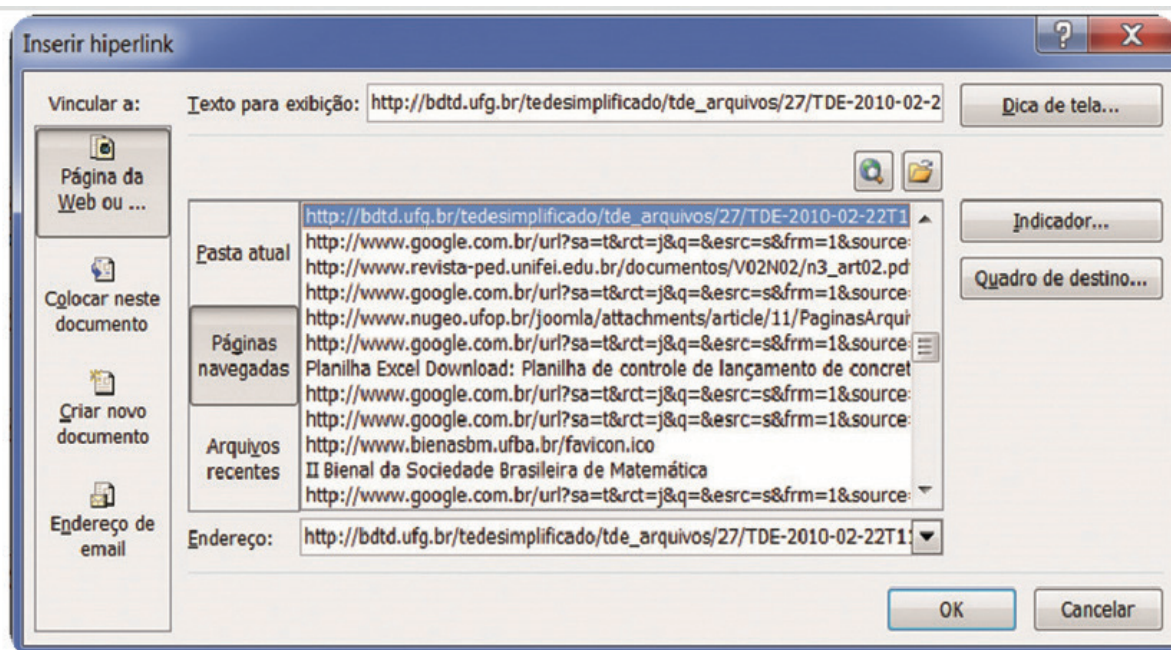 Inserir hiperlink
Vincular a:
Texto para exibição: http://bdtd.ufg.br/tedesimplificado/tde_arquivos/27/TDE-2010-02-2
Dica de tela...
Página da
Web ou ...
Colocar neste
documento
Criar novo
documento
Endereço de
email
Pasta atual
Páginas
navegadas
Arquivos
recentes
http://bdtd.ufg.br/tedesimplificado/tde_arquivos/27/TDE-2010-02-22T1
http://www.google.com.br/url?sa=t&rct=j&q=&esrc=s&frm=1&source=
http://www.revista-ped.unifei.edu.br/documentos/V02N02/n3_art02.pdf
http://www.google.com.br/url?sa=t&rct=j&q=&esrc=s&frm=1&source=
http://www.nugeo.ufop.br/joomla/attachments/article/11/PaginasArqui
http://www.google.com.br/url?sa=t&rct=j&q=&esrc=s&frm=1&source=
Planilha Excel Download: Planilha de controle de lançamento de concret
http://www.google.com.br/url?sa=t&rct=j&q=&esrc=s&frm=1&source=
http://www.google.com.br/url?sa=t&rct=j&q=&esrc=s&frm=1&source=
http://www.bienasbm.ufba.br/favicon.ico
II Bienal da Sociedade Brasileira de Matemática
http://www.google.com.br/url?sa=t&rct=j&q=&esrc=s&frm=1&source=
Indicador...
Quadro de destino...
Endereço: http://bdtd.ufg.br/tedesimplificado/tde_arquivos/27/TDE-2010-02-22T1
OK
Cancelar